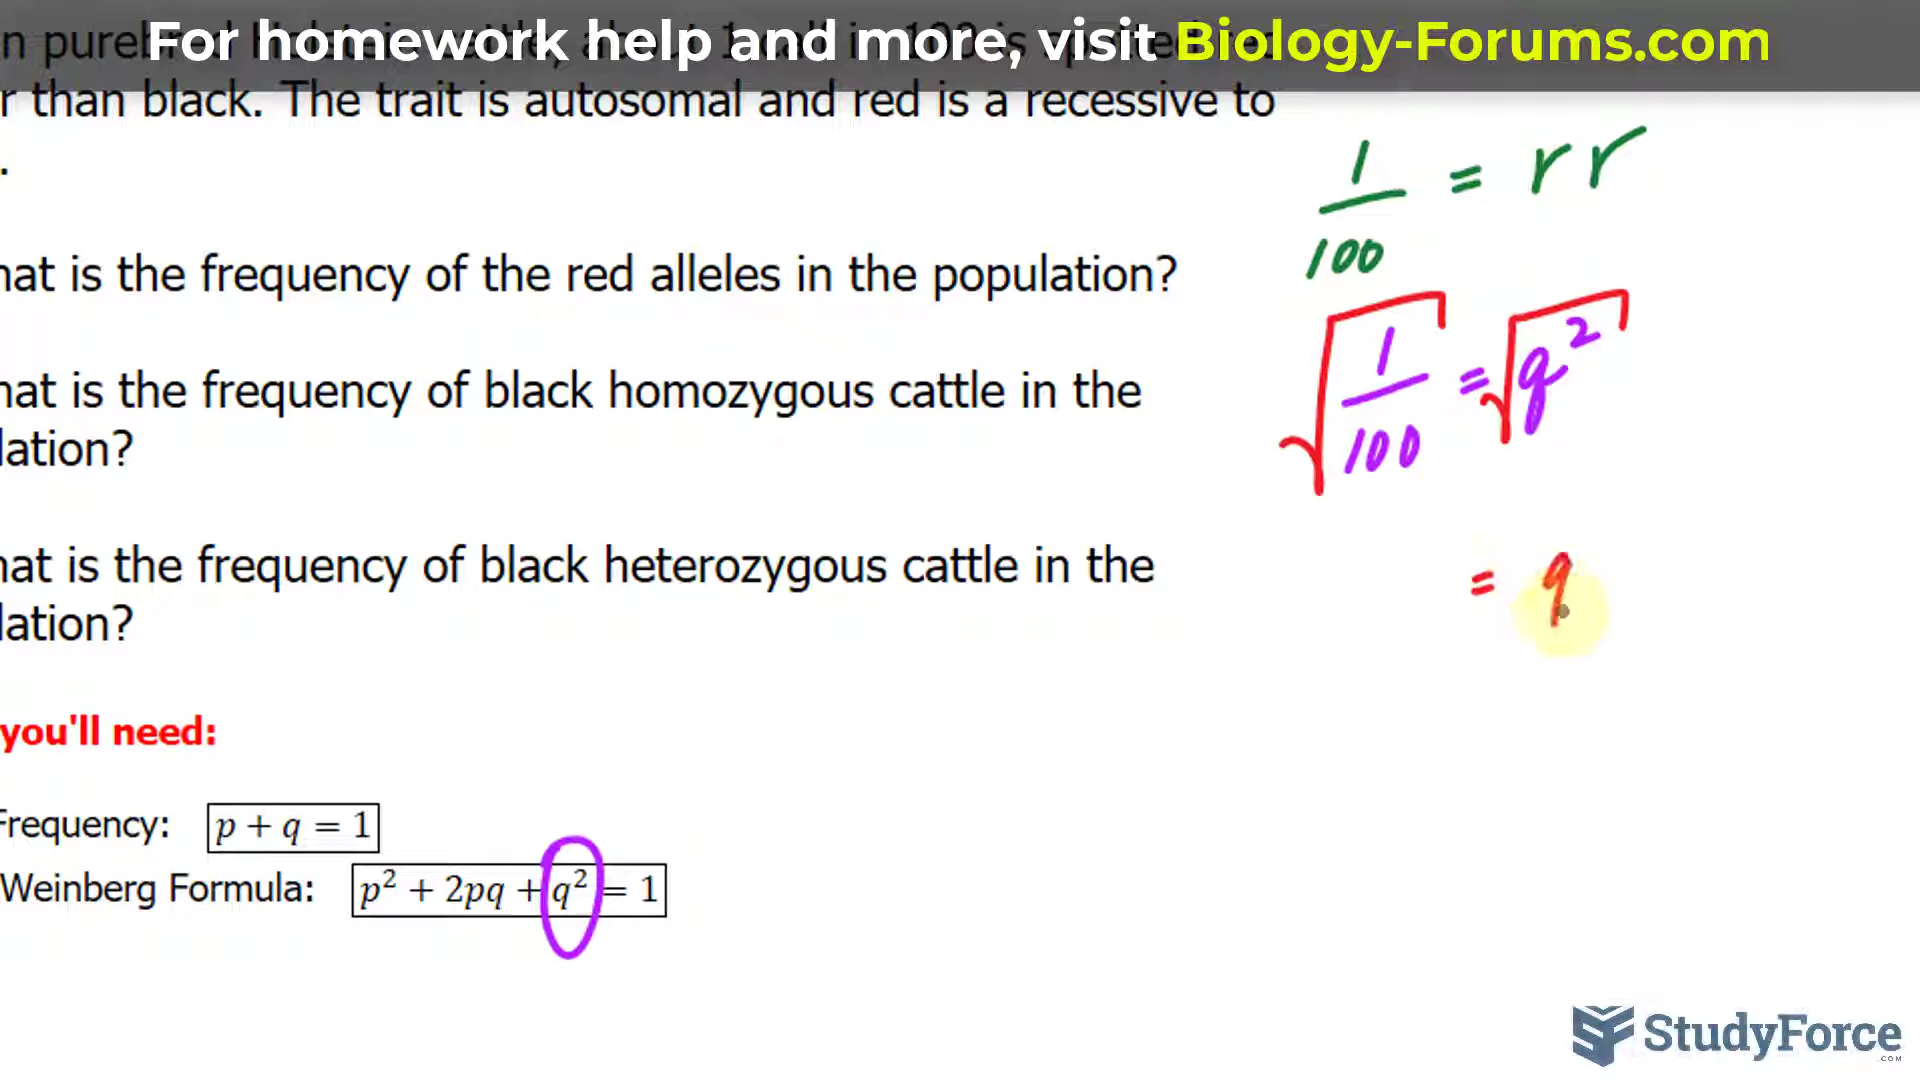 For homework help and more, visit Biology-Forums.com
r than black. The trait is autosomal and red is a recessive to
.
1/100 = rr
hat is the frequency of the red alleles in the population?
√1/100 = √q²
hat is the frequency of black homozygous cattle in the
lation?
hat is the frequency of black heterozygous cattle in the
= q
lation?
you'll need:
Frequency: p + q = 1
Weinberg Formula: p² + 2pq + q² = 1
StudyForce
.COM